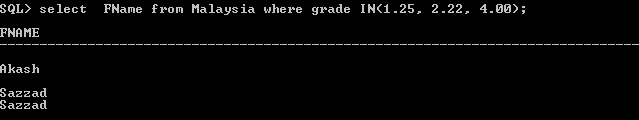 SQL> select  FName from Malaysia where grade IN(1.25, 2.22, 4.00);
FNAME
--------------------------------------------------------------------------------
Akash
Sazzad
Sazzad